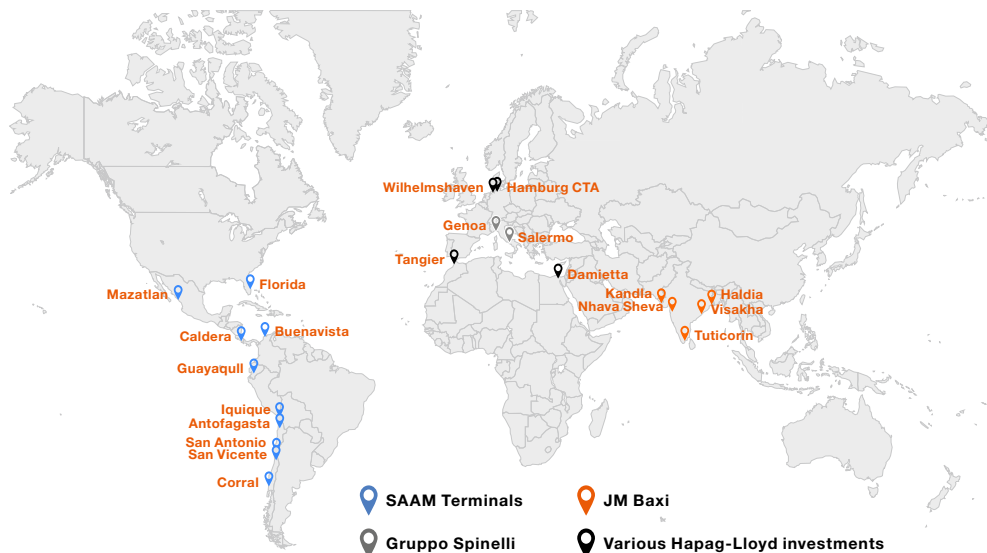 Wilhelmshaven
Hamburg CTA
Genoa
Salermo
Tangier
Damietta
Florida
Mazatlan
Kandla
Haldia
Nhava Sheva
Visakha
Buenavista
Caldera
Tuticorin
Guayaqull
Iquique
Antofagasta
San Antonio
San Vicente
Corral
SAAM Terminals
JM Baxi
Gruppo Spinelli
Various Hapag-Lloyd investments